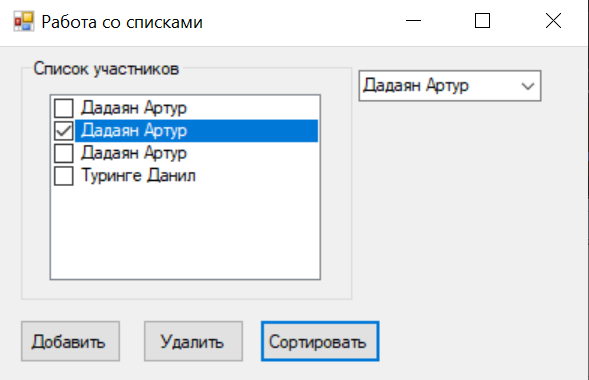 Работа со списками
Список участников
Дадаян Артур
Дадаян Артур
Дадаян Артур
Дадаян Артур
Туринге Данил
Добавить
Удалить
Сортировать